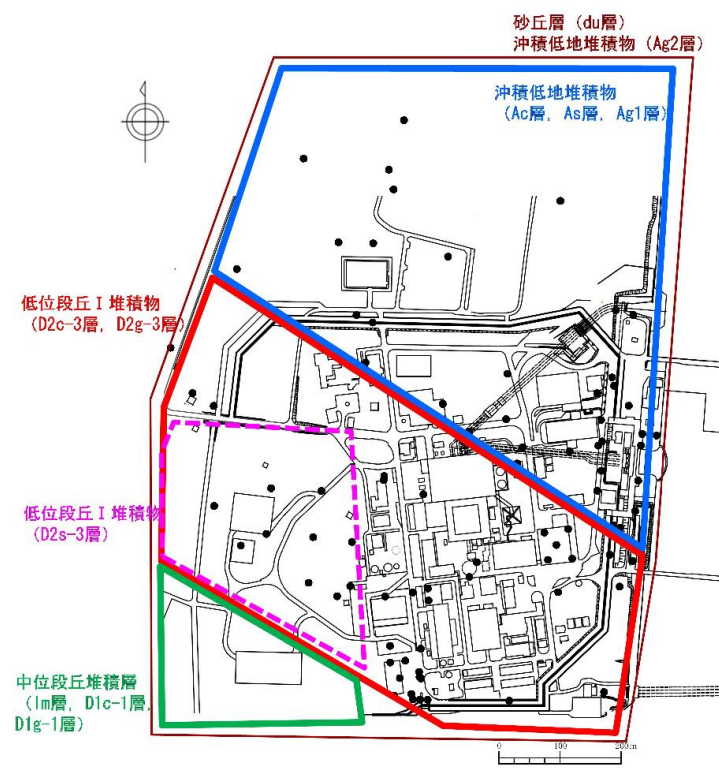 砂丘層（du層）
沖積低地堆積物（Ag2層）
沖積低地堆積物
（Ac層，As層，Ag1層）
低位段丘Ⅰ堆積物
（D2c-3層，D2g-3層）
低位段丘Ⅰ堆積物
（D2s-3層）
中位段丘堆積層
（lm層，D1c-1層，
D1g-1層）
0 100 200m